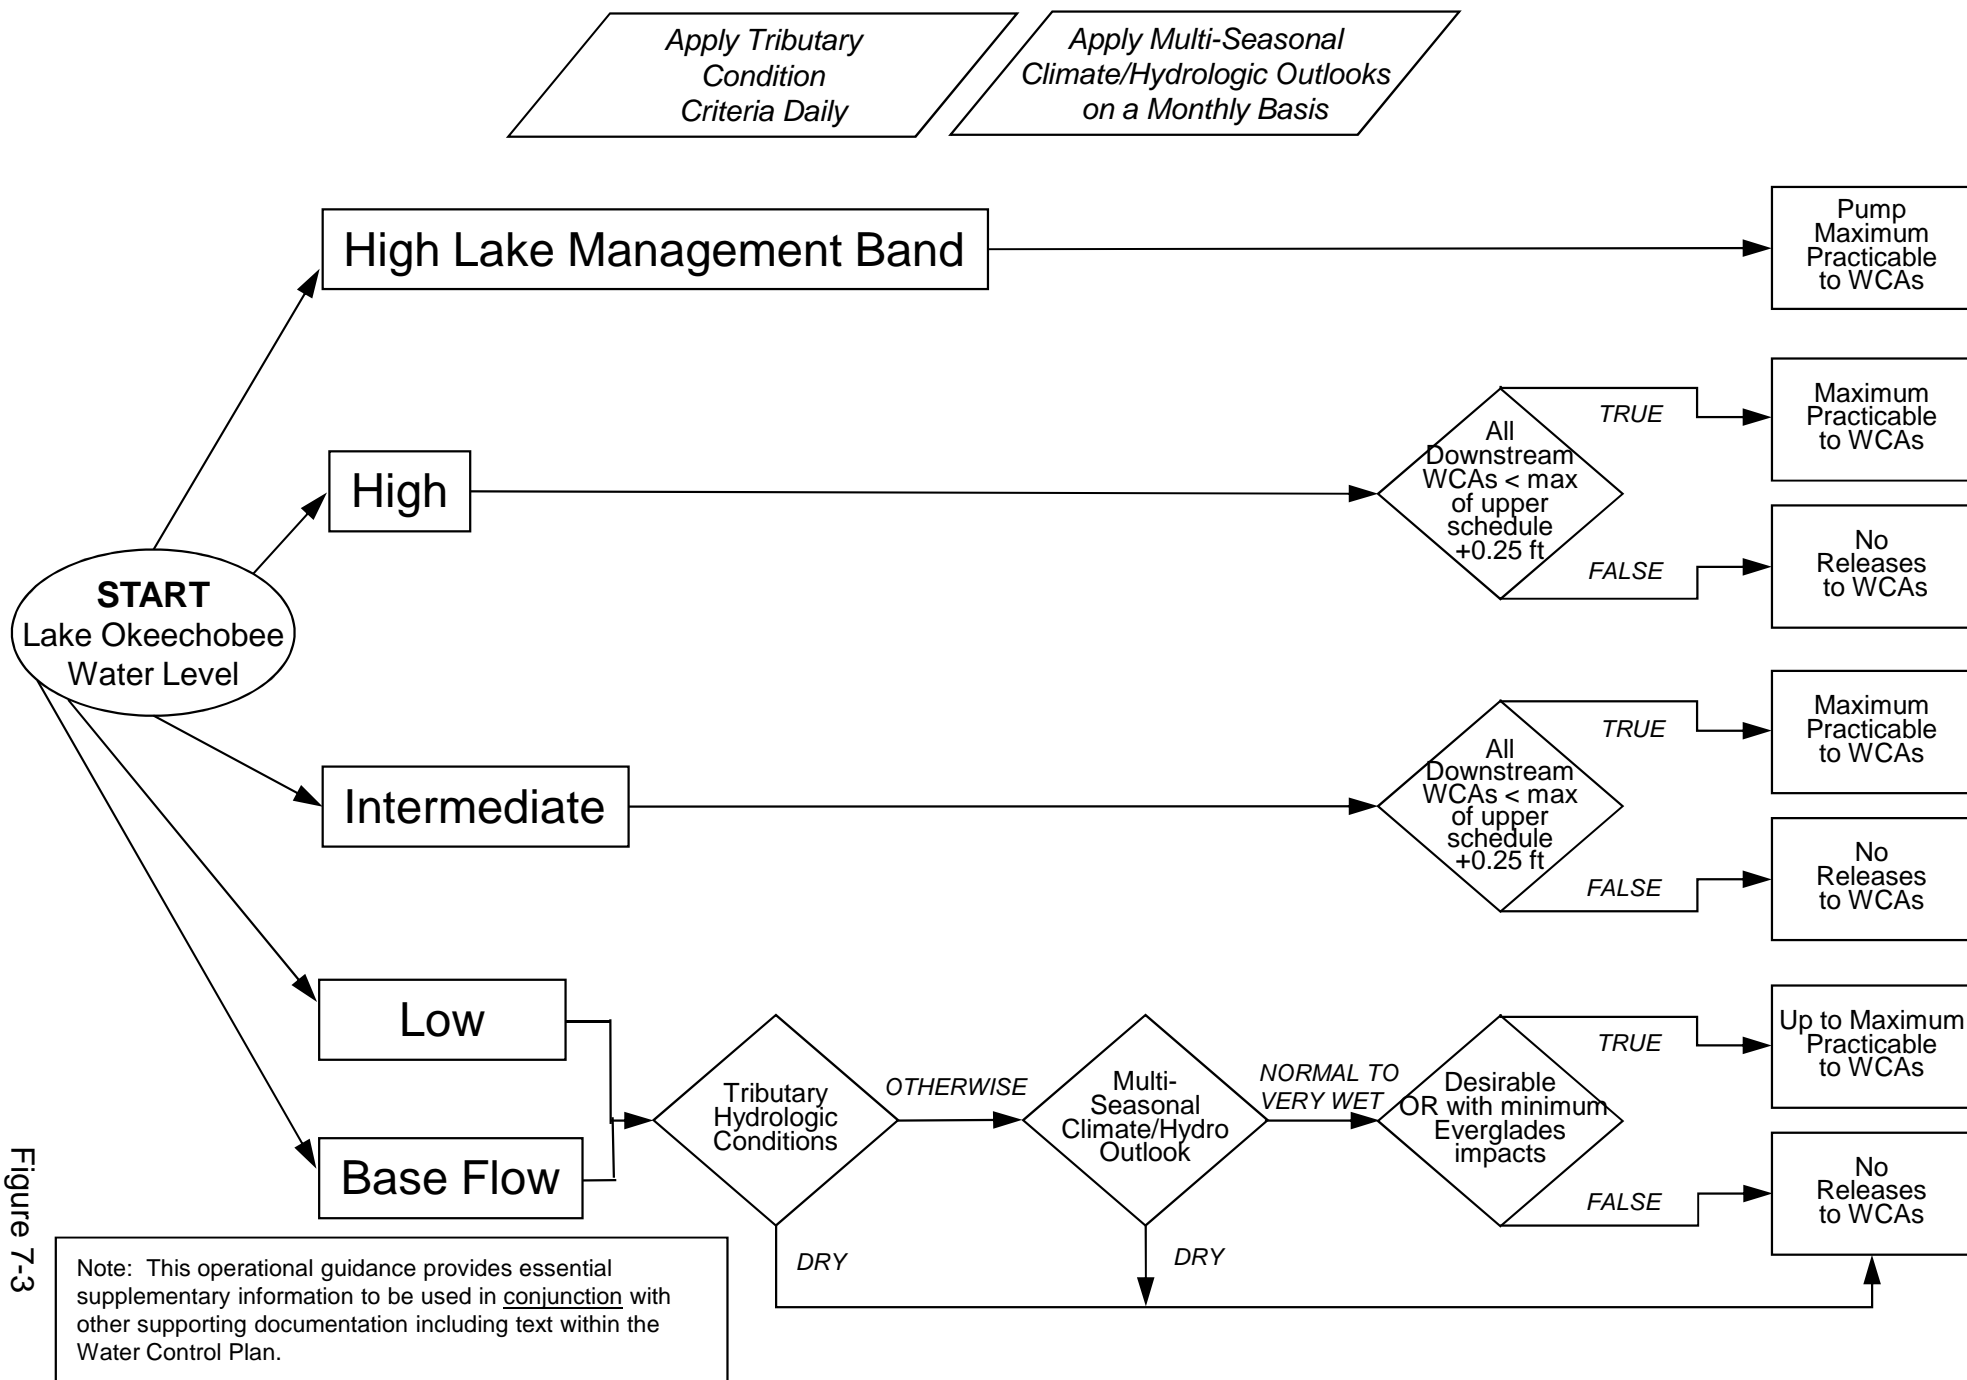 Apply Tributary
Condition
Criteria Daily
Apply Multi-Seasonal
Climate/Hydrologic Outlooks
on a Monthly Basis
High Lake Management Band
Pump
Maximum
Practicable
to WCAs
High
All
Downstream
WCAs < max
of upper
schedule
+0.25 ft
TRUE
Maximum
Practicable
to WCAs
FALSE
No
Releases
to WCAs
START
Lake Okeechobee
Water Level
Intermediate
All
Downstream
WCAs < max
of upper
schedule
+0.25 ft
TRUE
Maximum
Practicable
to WCAs
FALSE
No
Releases
to WCAs
Low
Base Flow
Tributary
Hydrologic
Conditions
OTHERWISE
DRY
Multi-
Seasonal
Climate/Hydro
Outlook
NORMAL TO
VERY WET
DRY
Desirable
OR with minimum
Everglades
impacts
TRUE
Up to Maximum
Practicable
to WCAs
FALSE
No
Releases
to WCAs
Figure 7-3
Note:  This operational guidance provides essential
supplementary information to be used in conjunction with
other supporting documentation including text within the
Water Control Plan.